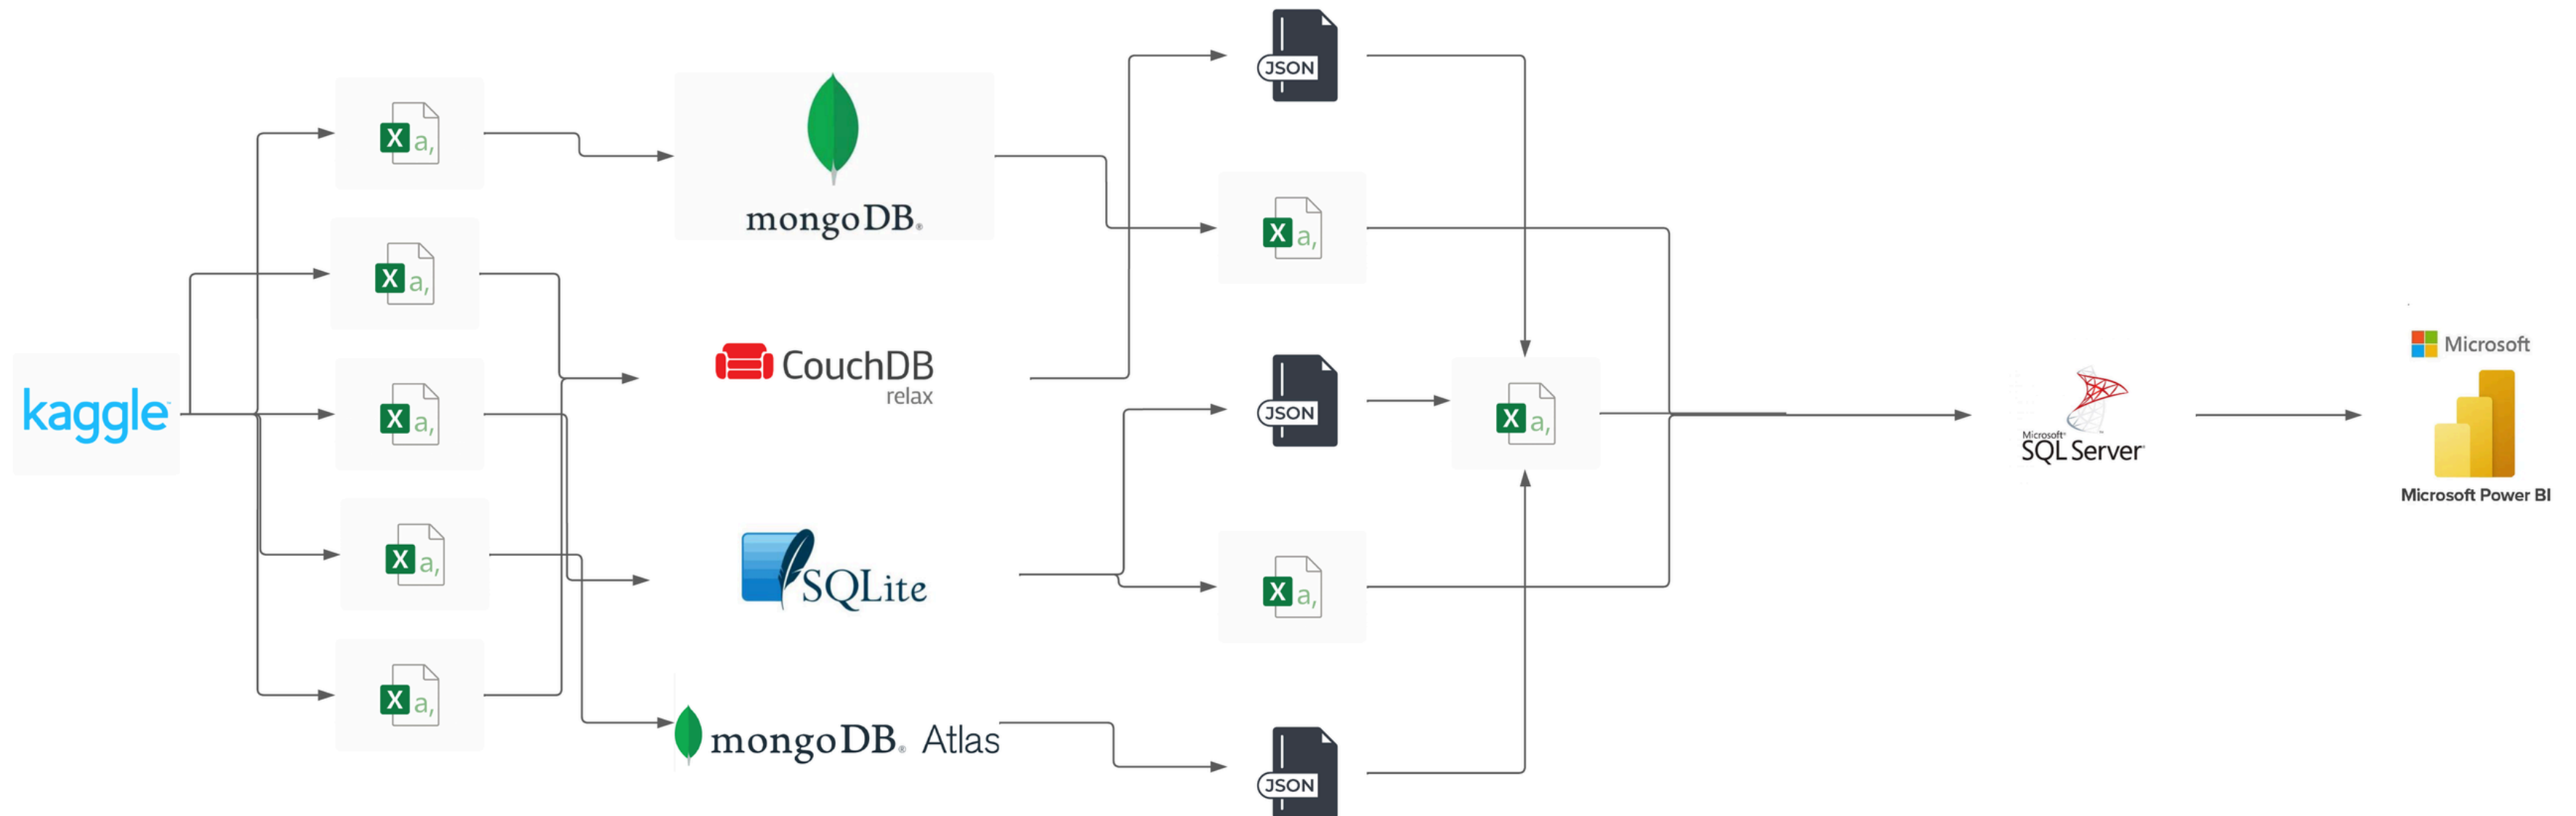 kaggle
X a,
X a,
X a,
X a,
X a,
mongoDB®
CouchDB
relax
SQLite
mongoDB® Atlas
JSON
X a,
JSON
X a,
JSON
X a,
Microsoft®
SQL Server®
Microsoft
Microsoft Power BI